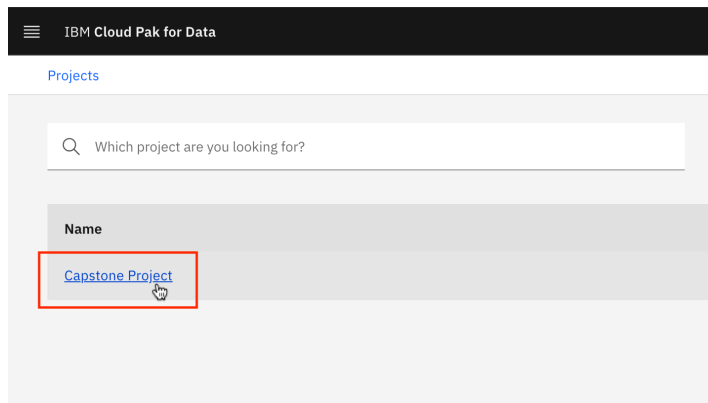 IBM Cloud Pak for Data
Projects
Which project are you looking for?
Name
Capstone Project